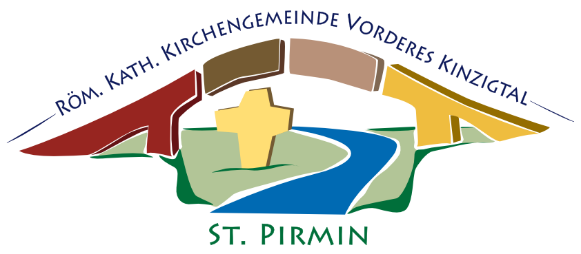 Röm. Kath. Kirchengemeinde Vorderes Kinzigtal
St. Pirmin